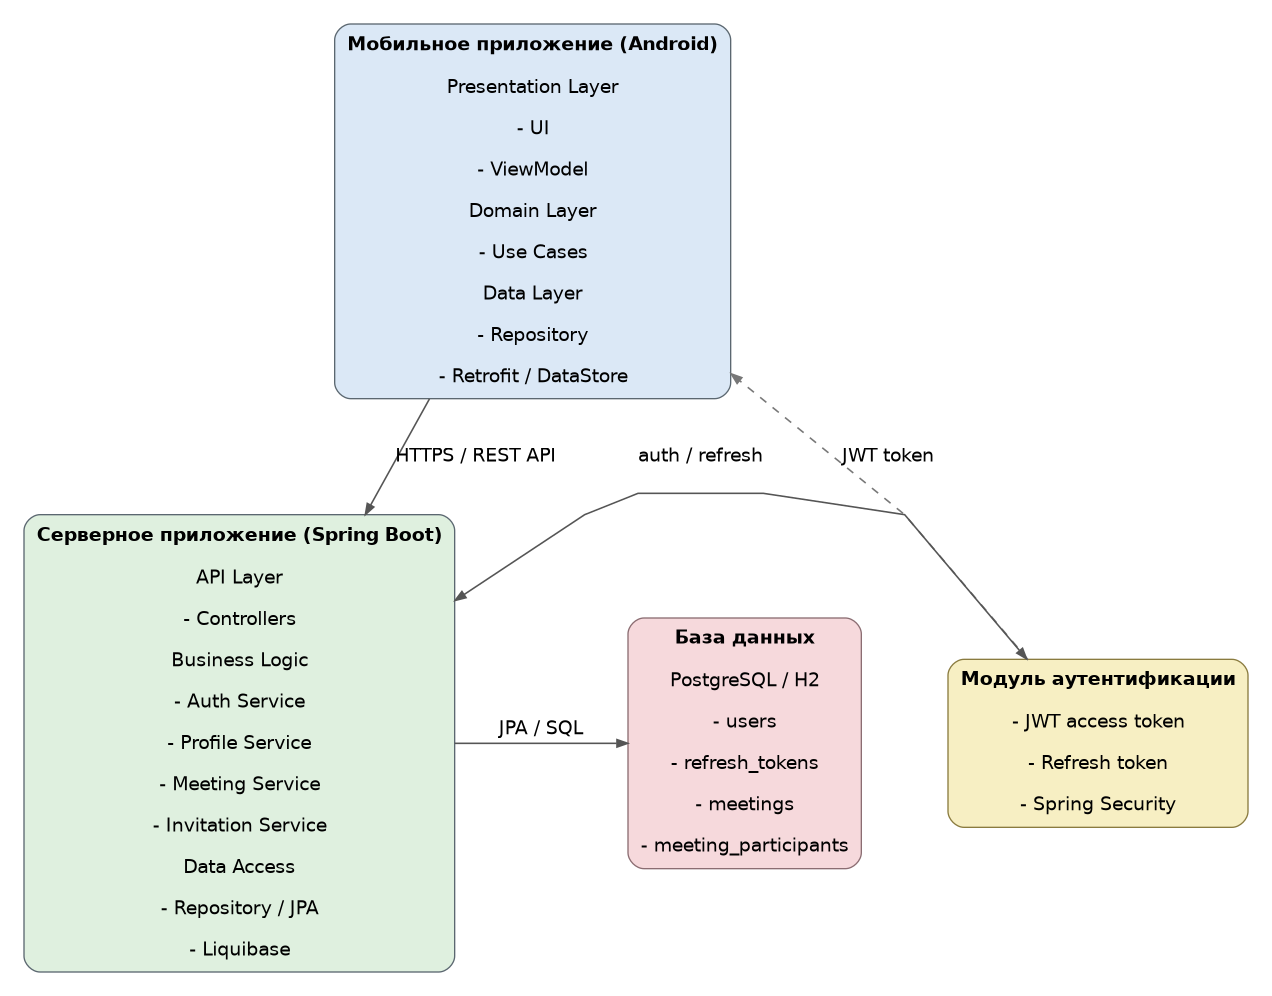 Мобильное приложение (Android)
Presentation Layer
- UI
- ViewModel
Domain Layer
- Use Cases
Data Layer
- Repository
- Retrofit / DataStore
HTTPS / REST API
auth / refresh
JWT token
Серверное приложение (Spring Boot)
API Layer
- Controllers
Business Logic
- Auth Service
- Profile Service
- Meeting Service
- Invitation Service
Data Access
- Repository / JPA
- Liquibase
JPA / SQL
База данных
PostgreSQL / H2
- users
- refresh_tokens
- meetings
- meeting_participants
Модуль аутентификации
- JWT access token
- Refresh token
- Spring Security